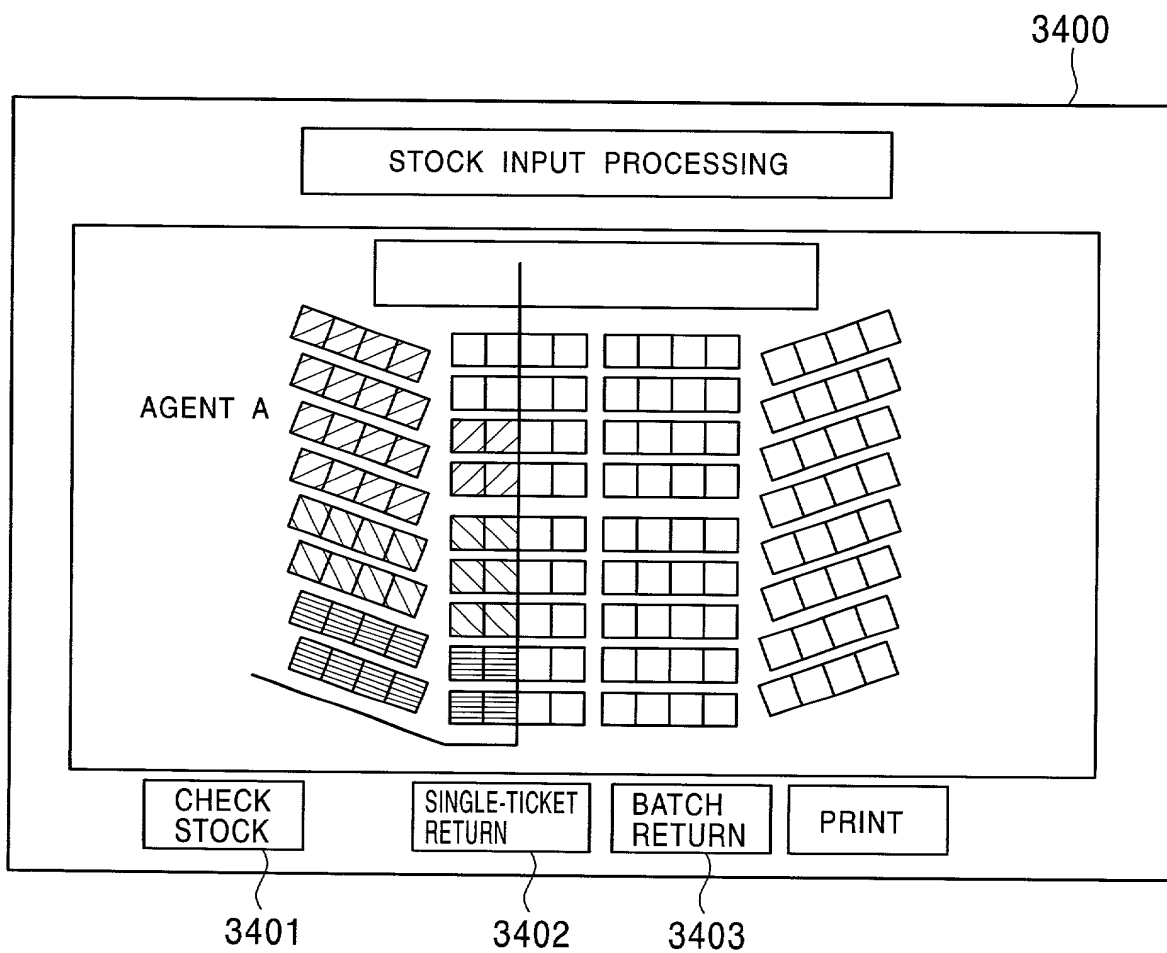 3400
STOCK INPUT PROCESSING
AGENT A
CHECK
STOCK
SINGLE-TICKET
RETURN
BATCH
RETURN
PRINT
3401
3402
3403